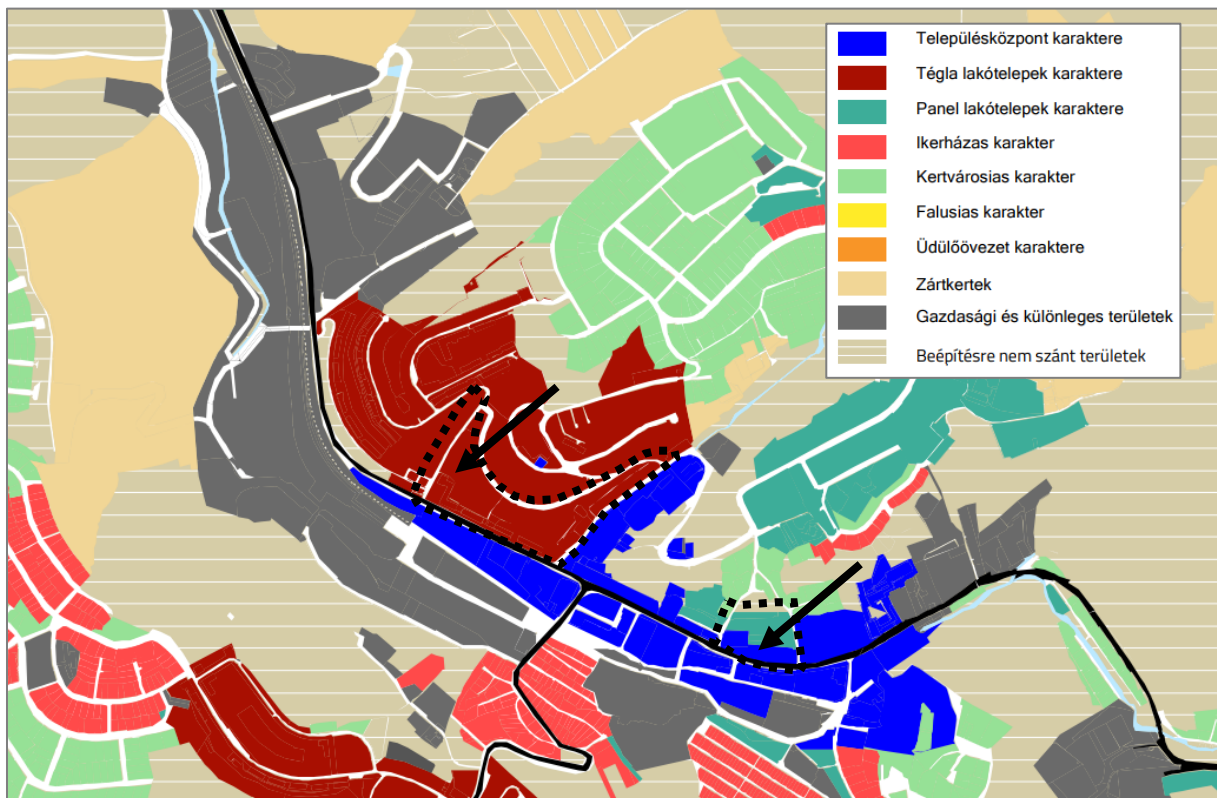 Településközpont karaktere
Tégla lakótelepek karaktere
Panel lakótelepek karaktere
Ikerházas karakter
Kertvárosias karakter
Falusias karakter
Üdülőövezet karaktere
Zártkertek
Gazdasági és különleges területek
Beépítésre nem szánt területek